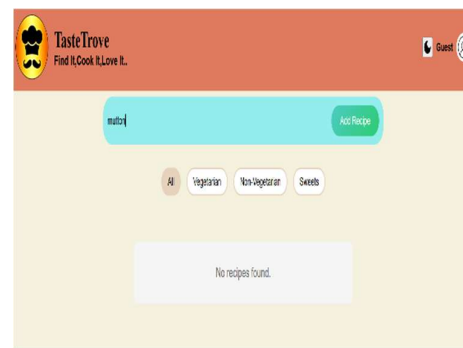 TasteTrove
Find It,Cook It,Love It..
Guest
mutton
Add Recipe
All
Vegetarian
Non-Vegetarian
Sweets
No recipes found.